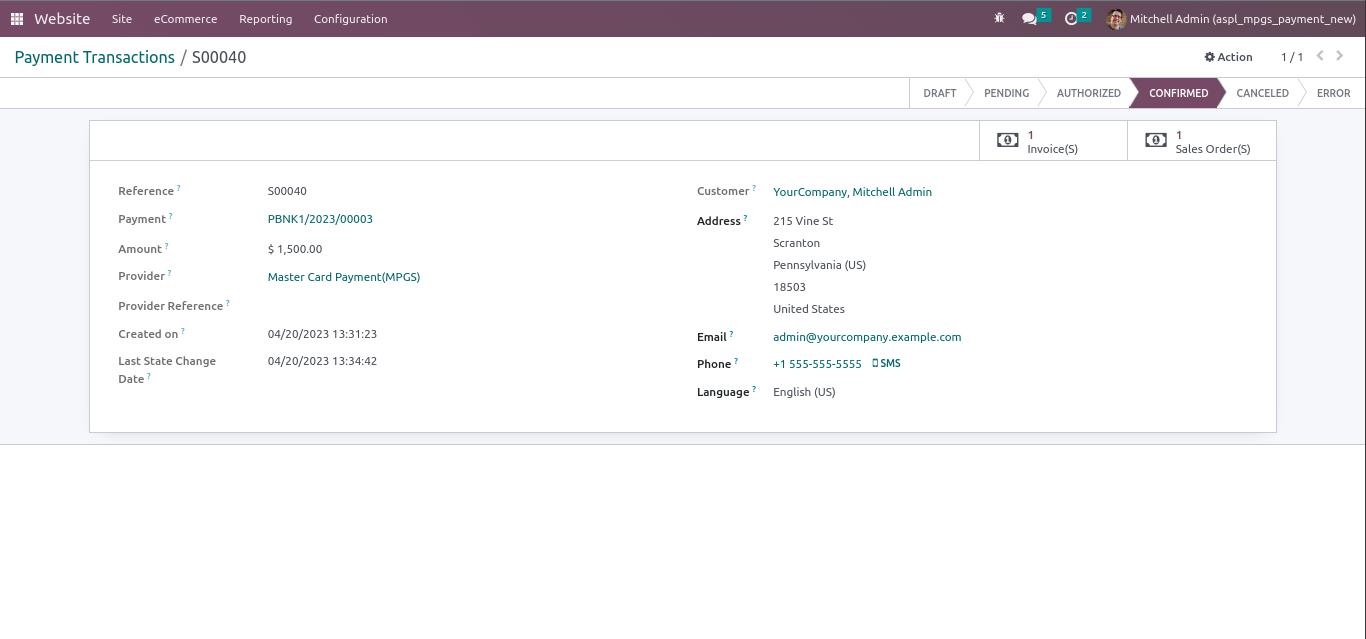 Website Site eCommerce Reporting Configuration 5 2 Mitchell Admin (aspl_mpgs_payment_new)
Payment Transactions / S00040 Action 1 / 1
DRAFT PENDING AUTHORIZED CONFIRMED CANCELED ERROR
1
Invoice(S)
1
Sales Order(S)
Reference ? S00040
Payment ? PBNK1/2023/00003
Amount ? $ 1,500.00
Provider ? Master Card Payment(MPGS)
Provider Reference ?
Created on ? 04/20/2023 13:31:23
Last State Change 04/20/2023 13:34:42
Date ?
Customer ? YourCompany, Mitchell Admin
Address ? 215 Vine St
Scranton
Pennsylvania (US)
18503
United States
Email ? admin@yourcompany.example.com
Phone ? +1 555-555-5555 SMS
Language ? English (US)